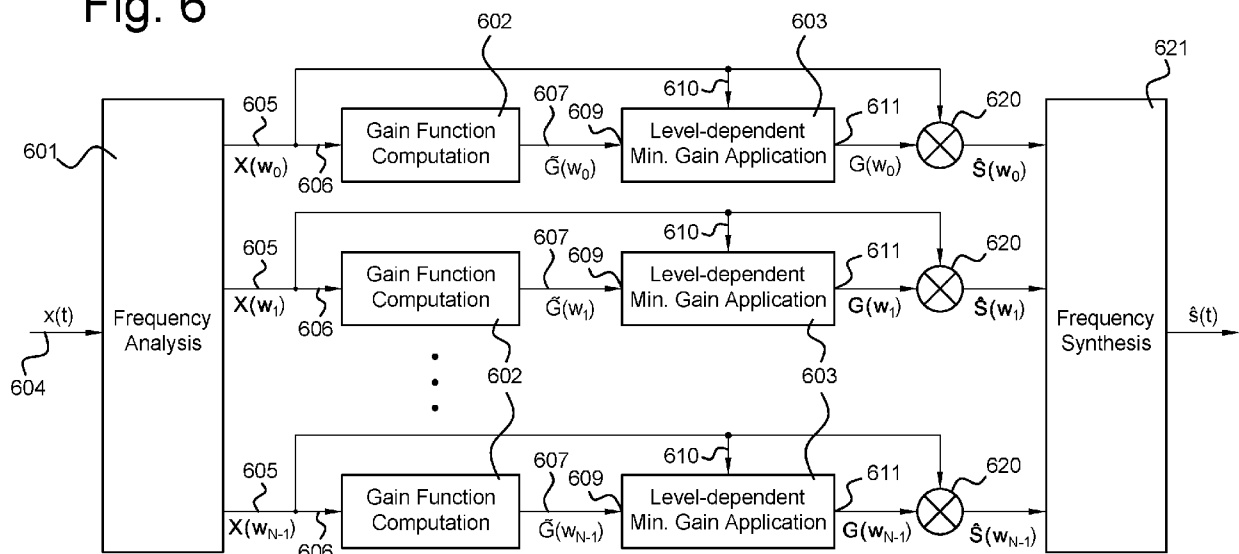 Fig. 6
602
603
621
605
607
609
610
611
620
601
Gain Function
Computation
Level-dependent
Min. Gain Application
X(w0)
606
G̃(w0)
G(w0)
Ŝ(w0)
605
607
609
610
611
620
Gain Function
Computation
Level-dependent
Min. Gain Application
X(w1)
606
G̃(w1)
G(w1)
Ŝ(w1)
x(t)
604
Frequency
Analysis
Frequency
Synthesis
ŝ(t)
602
603
605
607
609
610
611
620
Gain Function
Computation
Level-dependent
Min. Gain Application
X(wN-1)
606
G̃(wN-1)
G(wN-1)
Ŝ(wN-1)